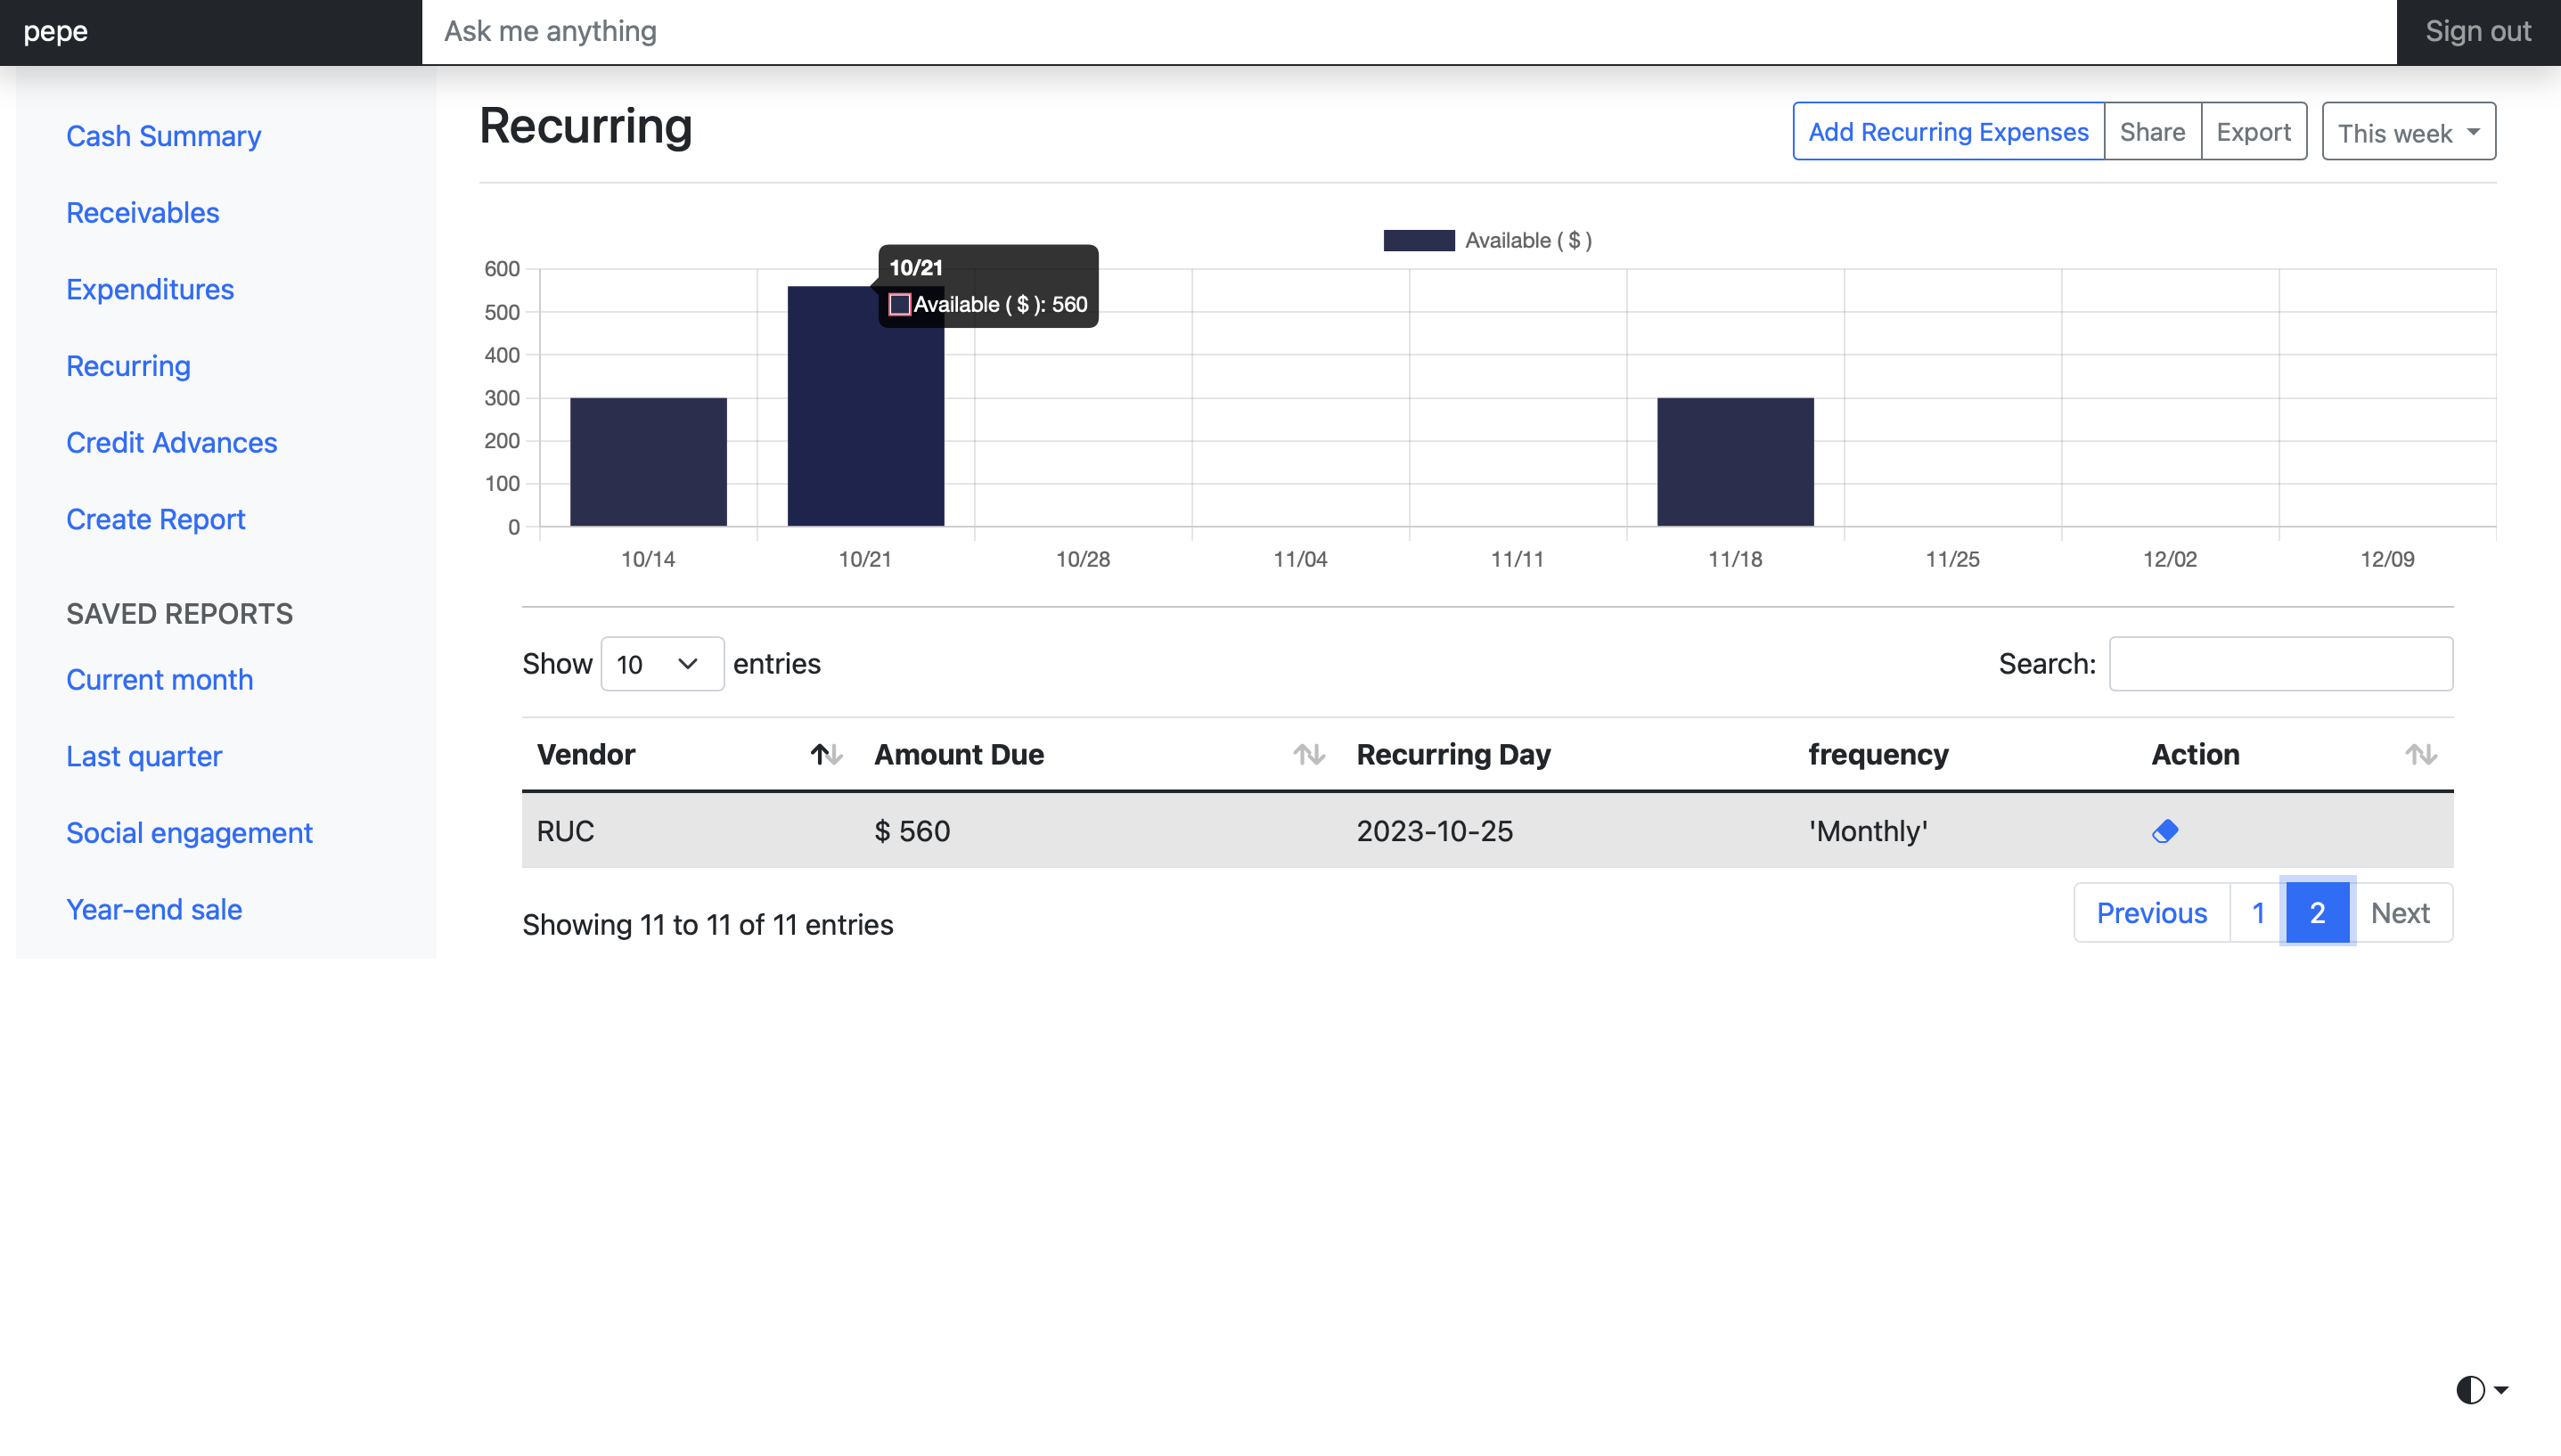 pepe
Ask me anything
Sign out
Cash Summary
Receivables
Expenditures
Recurring
Credit Advances
Create Report
SAVED REPORTS
Current month
Last quarter
Social engagement
Year-end sale
Recurring
Add Recurring Expenses
Share
Export
This week
Available ( $ )
10/21
Available ( $ ): 560
600
500
400
300
200
100
0
10/14
10/21
10/28
11/04
11/11
11/18
11/25
12/02
12/09
Show 10 entries
Search:
Vendor Amount Due Recurring Day frequency Action
RUC $ 560 2023-10-25 'Monthly'
Showing 11 to 11 of 11 entries
Previous 1 2 Next